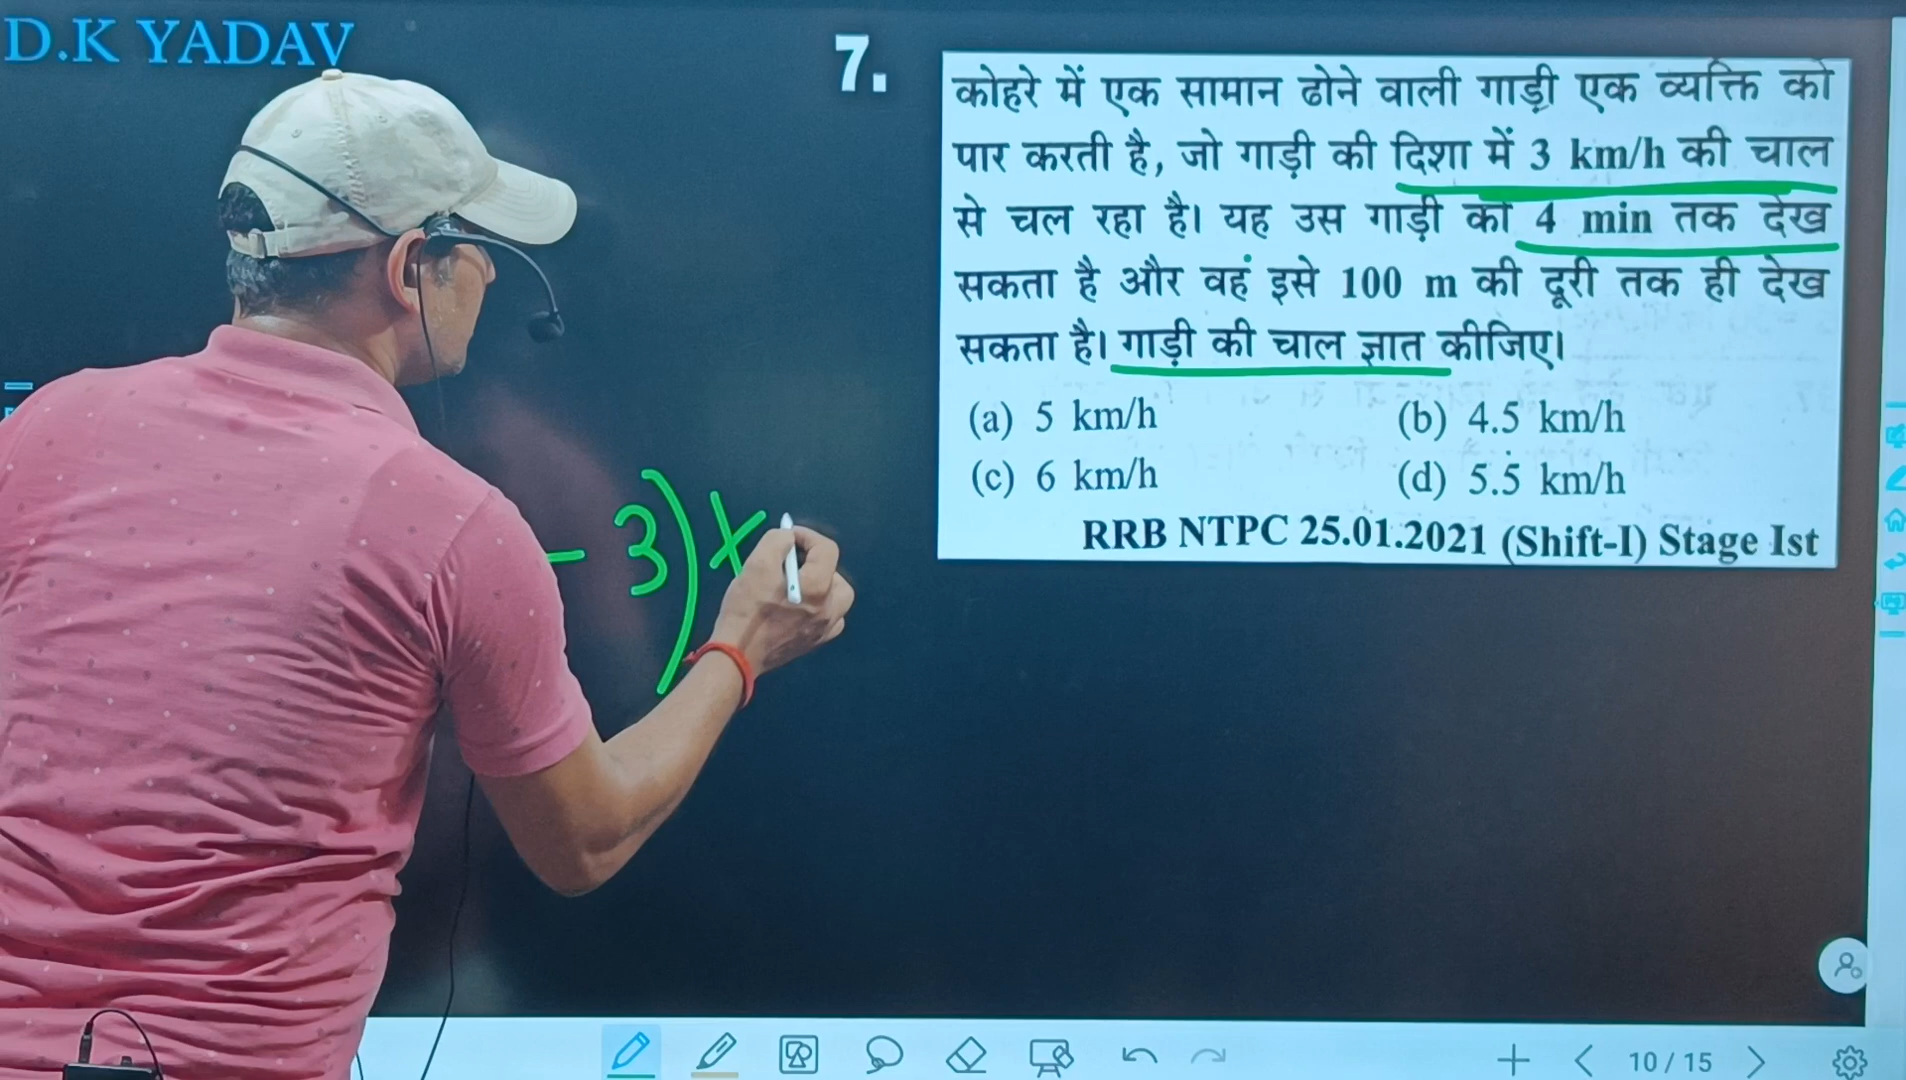 D.K YADAV
7.
कोहरे में एक सामान ढोने वाली गाड़ी एक व्यक्ति को
पार करती है, जो गाड़ी की दिशा में 3 km/h की चाल
से चल रहा है। यह उस गाड़ी को 4 min तक देख
सकता है और वह इसे 100 m की दूरी तक ही देख
सकता है। गाड़ी की चाल ज्ञात कीजिए।
(a) 5 km/h (b) 4.5 km/h
(c) 6 km/h (d) 5.5 km/h
RRB NTPC 25.01.2021 (Shift-I) Stage Ist
- 3) ×
10 / 15